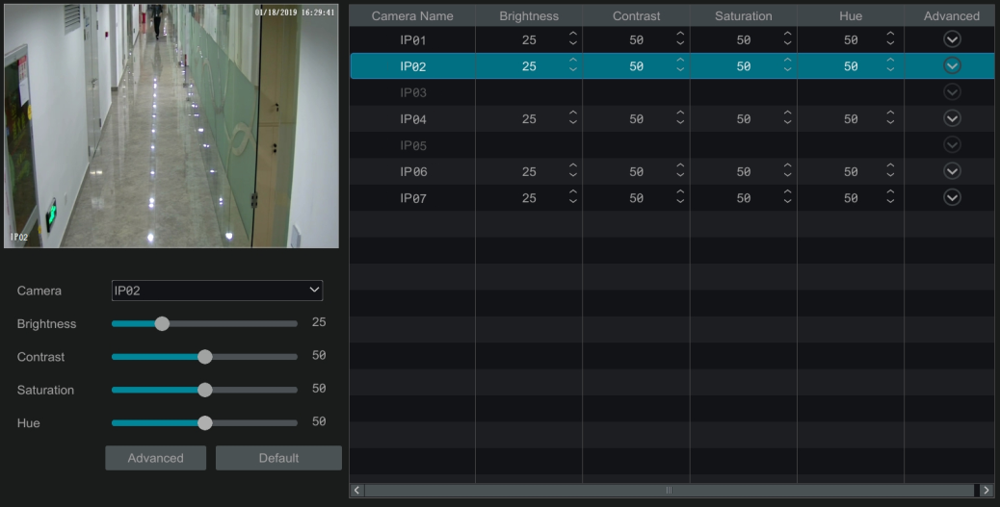 01/18/2019 16:29:41
IP02
Camera IP02
Brightness 25
Contrast 50
Saturation 50
Hue 50
Advanced Default
Camera Name Brightness Contrast Saturation Hue Advanced
IP01 25 50 50 50
IP02 25 50 50 50
IP03
IP04 25 50 50 50
IP05
IP06 25 50 50 50
IP07 25 50 50 50